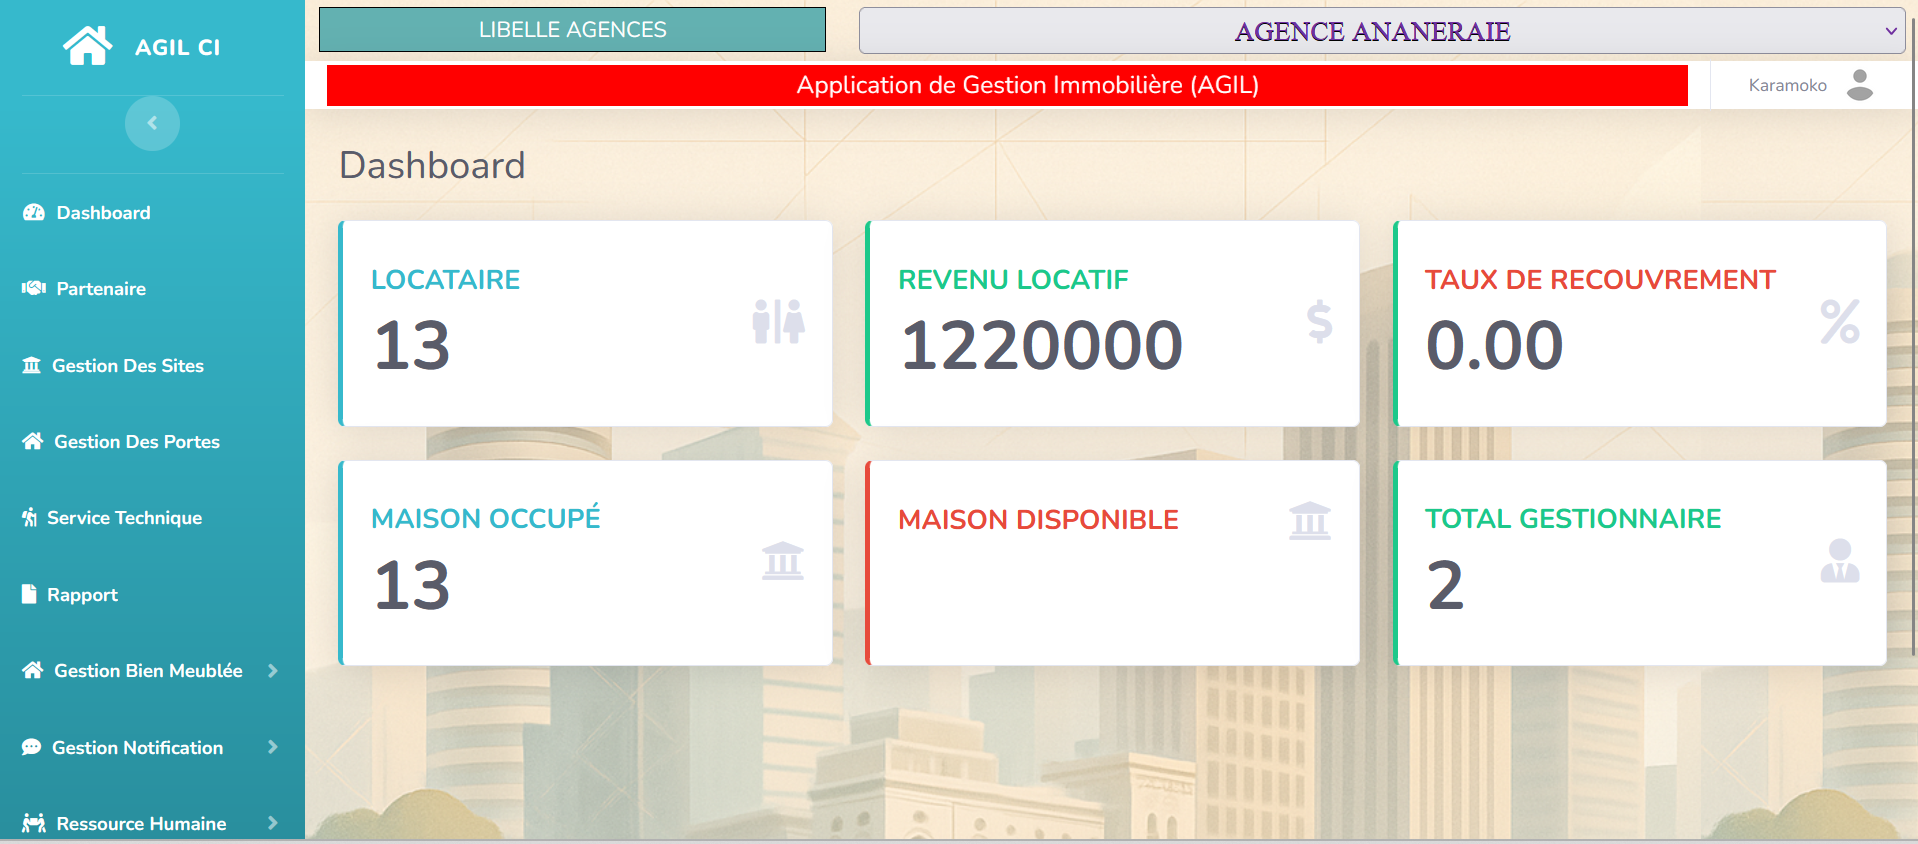 AGIL CI
LIBELLE AGENCES
AGENCE ANANERAIE
Application de Gestion Immobilière (AGIL)
Karamoko
Dashboard
Partenaire
Gestion Des Sites
Gestion Des Portes
Service Technique
Rapport
Gestion Bien Meublée
Gestion Notification
Ressource Humaine
Dashboard
LOCATAIRE
13
REVENU LOCATIF
1220000
$
TAUX DE RECOUVREMENT
0.00
%
MAISON OCCUPÉ
13
MAISON DISPONIBLE
TOTAL GESTIONNAIRE
2